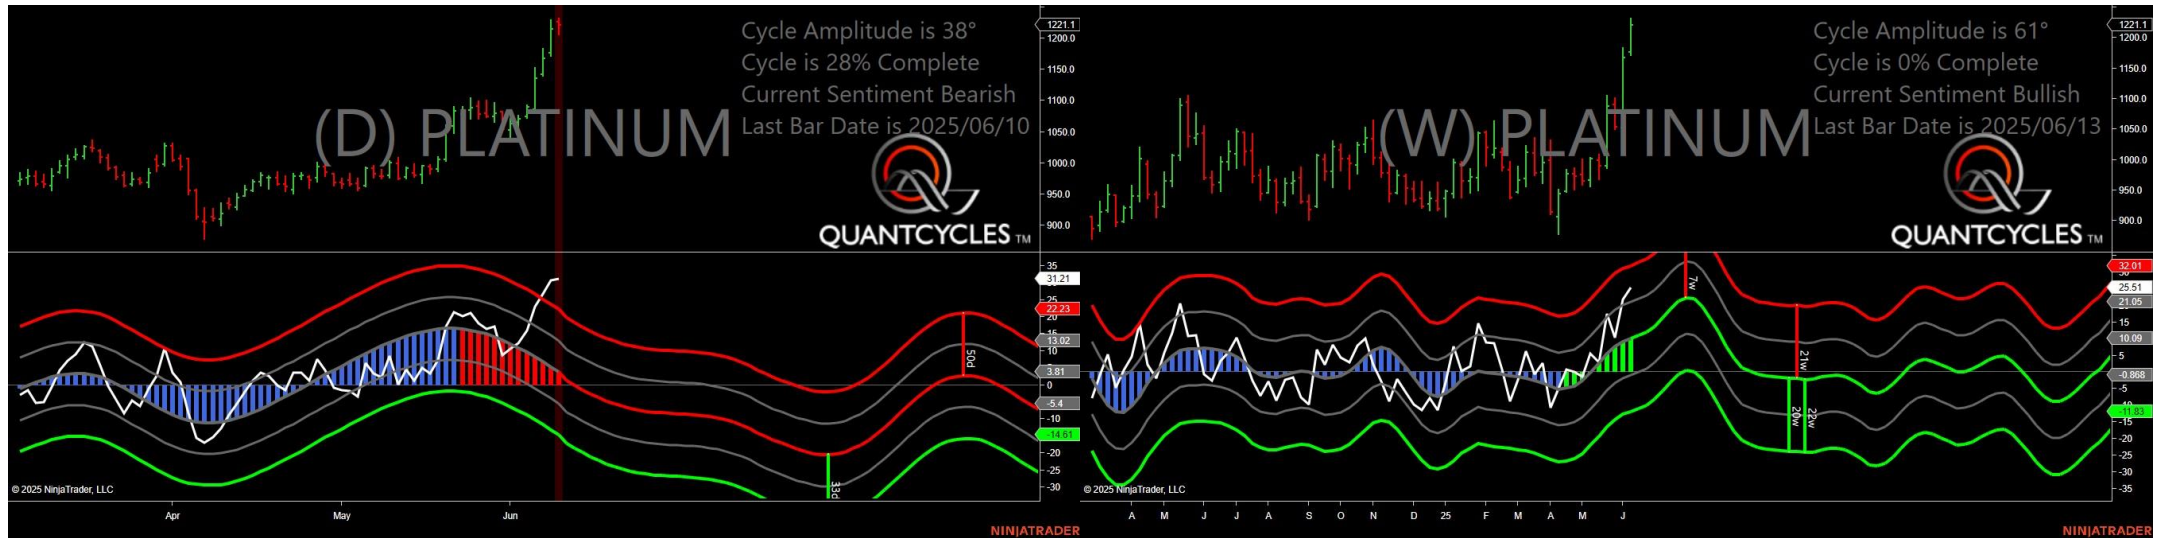 Cycle Amplitude is 38°
Cycle is 28% Complete
Current Sentiment Bearish
Last Bar Date is 2025/06/10
(D) PLATINUM
QUANTCYCLES TM
1221.1
1200.0
1150.0
1100.0
1050.0
1000.0
950.0
900.0
35
31.21
25
22.23
20
15
13.02
10
3.81
0
-5.4
-10
-14.61
-20
-25
-30
50d
33d
© 2025 NinjaTrader, LLC
Apr May Jun
NINJATRADER
Cycle Amplitude is 61°
Cycle is 0% Complete
Current Sentiment Bullish
Last Bar Date is 2025/06/13
(W) PLATINUM
QUANTCYCLES TM
1221.1
1200.0
1150.0
1100.0
1050.0
1000.0
950.0
900.0
32.01
30
25.51
21.05
15
10.09
5
-0.868
-5
-10
-11.83
-15
-20
-25
-30
-35
7w
21w
20w
22w
© 2025 NinjaTrader, LLC
A M J J A S O N D 25 F M A M J
NINJATRADER